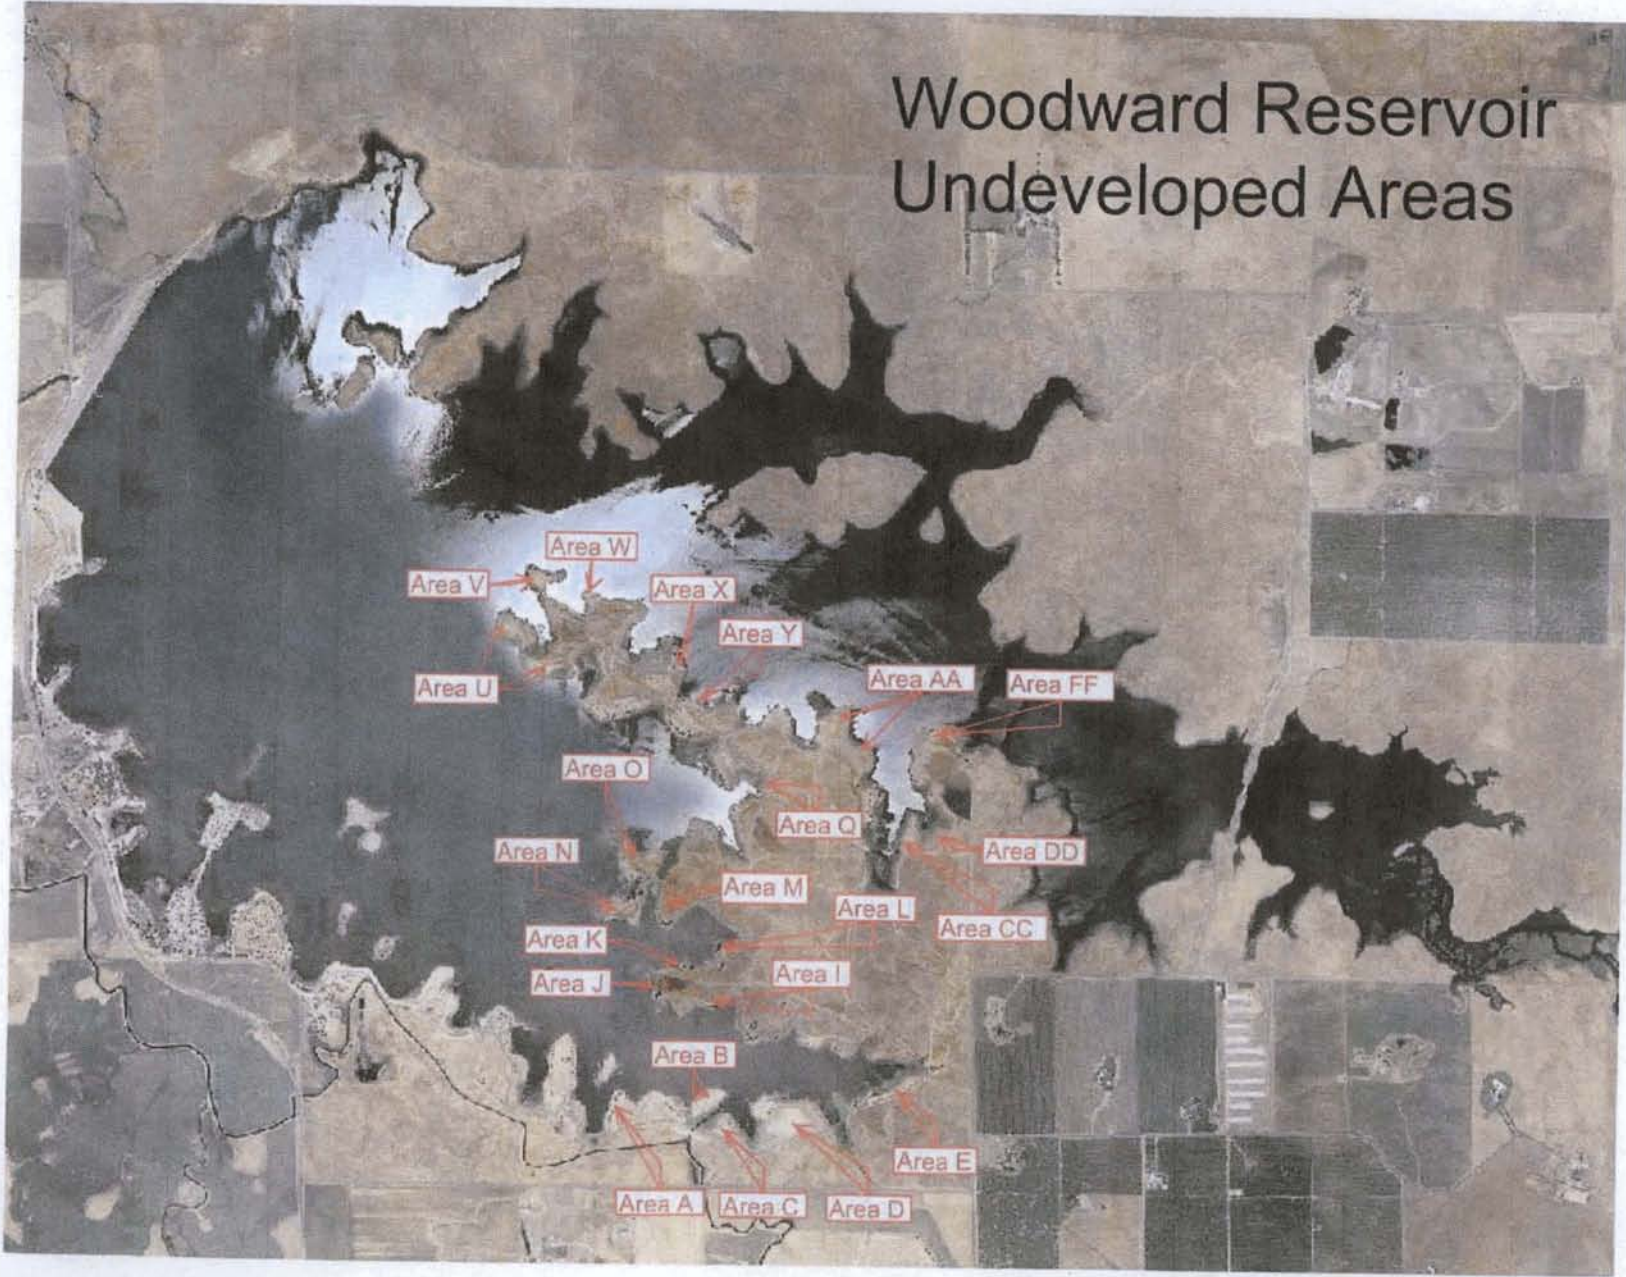 Woodward Reservoir
Undeveloped Areas
Area W
Area V
Area X
Area Y
Area U
Area AA
Area FF
Area O
Area Q
Area N
Area DD
Area M
Area L
Area CC
Area K
Area J
Area I
Area B
Area E
Area A
Area C
Area D